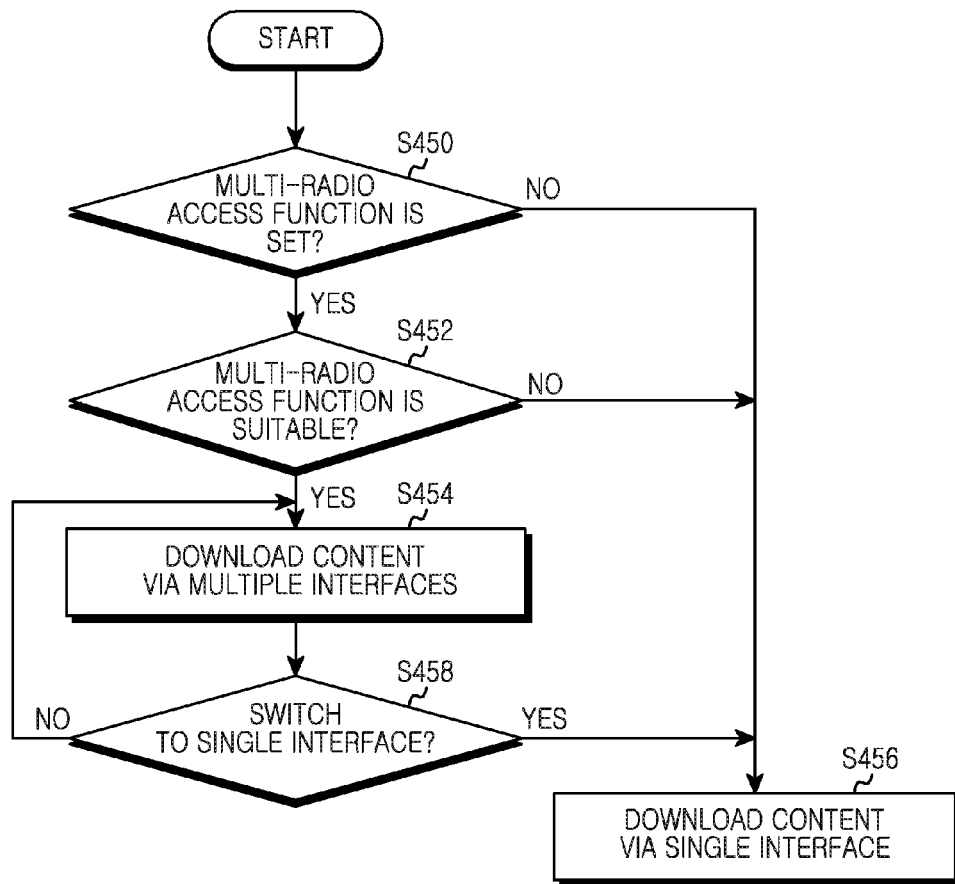 START
S450
MULTI-RADIO
ACCESS FUNCTION IS
SET?
NO
YES
S452
MULTI-RADIO
ACCESS FUNCTION IS
SUITABLE?
NO
YES
S454
DOWNLOAD CONTENT
VIA MULTIPLE INTERFACES
S458
SWITCH
TO SINGLE INTERFACE?
NO
YES
S456
DOWNLOAD CONTENT
VIA SINGLE INTERFACE